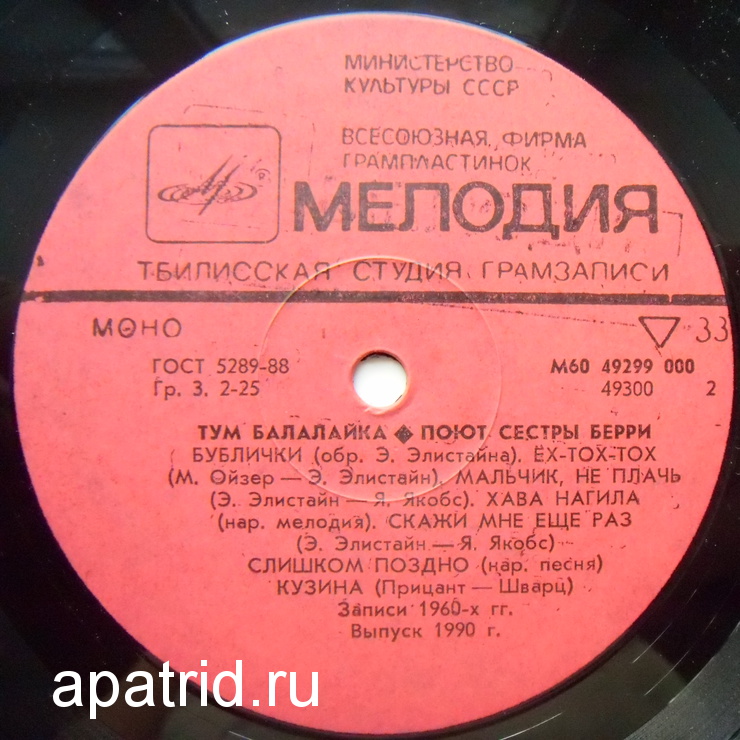 МИНИСТЕРСТВО
КУЛЬТУРЫ СССР
ВСЕСОЮЗНАЯ ФИРМА
ГРАМПЛАСТИНОК
МЕЛОДИЯ
ТБИЛИССКАЯ СТУДИЯ ГРАМЗАПИСИ
МОНО
33
ГОСТ 5289-88
Гр. 3. 2-25
М60 49299 000
49300 2
ТУМ БАЛАЛАЙКА ◆ ПОЮТ СЕСТРЫ БЕРРИ
БУБЛИЧКИ (обр. Э. Элистайна). ЁХ-ТОХ-ТОХ
(М. Ойзер — Э. Элистайн). МАЛЬЧИК, НЕ ПЛАЧЬ
(Э. Элистайн — Я. Якобс). ХАВА НАГИЛА
(нар. мелодия). СКАЖИ МНЕ ЕЩЕ РАЗ
(Э. Элистайн — Я. Якобс)
СЛИШКОМ ПОЗДНО (нар. песня)
КУЗИНА (Прицант — Шварц)
Записи 1960-х гг.
Выпуск 1990 г.
apatrid.ru